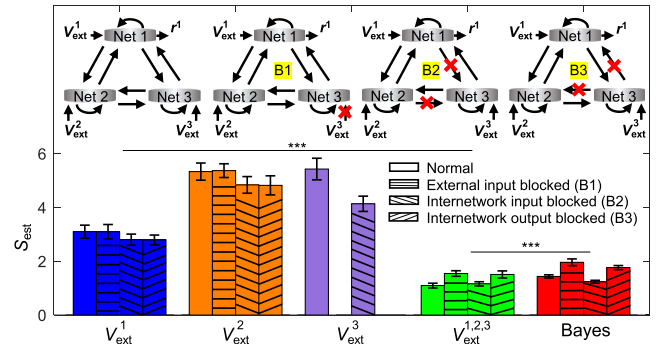 V¹ext Net 1 r¹ V¹ext Net 1 r¹ V¹ext Net 1 r¹ V¹ext Net 1 r¹
B1 B2 B3
Net 2 Net 3 Net 2 Net 3 Net 2 Net 3 Net 2 Net 3
V²ext V³ext V²ext V³ext V²ext V³ext V²ext V³ext
6
***
Normal
External input blocked (B1)
4
Internetwork input blocked (B2)
Internetwork output blocked (B3)
Sest
***
2
0
V¹ext V²ext V³ext V¹,²,³ext Bayes